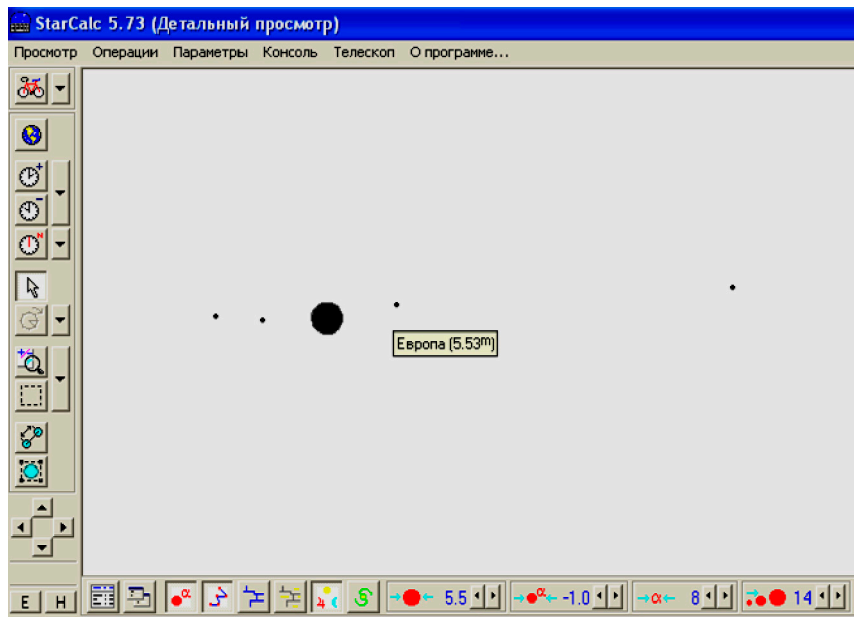 StarCalc 5.73 (Детальный просмотр)
Просмотр Операции Параметры Консоль Телескоп О программе...
N
Европа (5.53m)
E H α 5.5 α -1.0 α 8 14